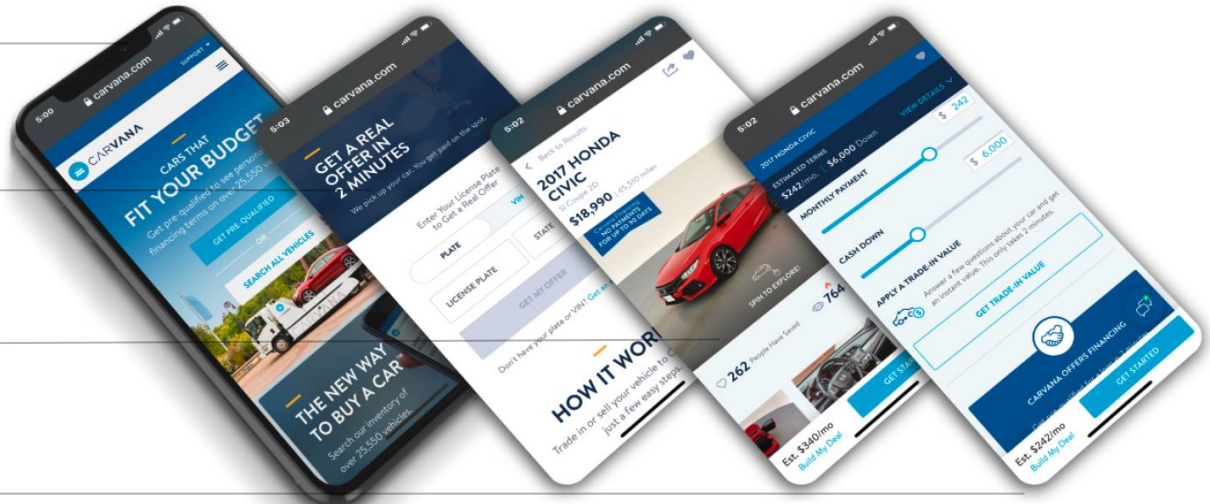 5:00
carvana.com
SUPPORT
CARVANA
CARS THAT
FIT YOUR BUDGET
Get pre-qualified to see
financing terms on over 25,550
GET PRE-QUALIFIED
OR
SEARCH ALL VEHICLES
THE NEW WAY
TO BUY A CAR
Search our inventory of
over 25,550 vehicles.
5:03
carvana.com
GET A REAL
OFFER IN
2 MINUTES
We pick up your car. You get paid on the spot.
Enter Your License Plate
to Get a Real Offer
PLATE
VIN
LICENSE PLATE
STATE
GET MY OFFER
Don't have your plate or VIN? Get an
HOW IT WOR
Trade in or sell your vehicle to C
just a few easy steps.
5:02
carvana.com
Back to Results
2017 HONDA
CIVIC
Si Coupe 2D
$18,990 | 45,510 miles
Carvana Financing
NO PAYMENTS
FOR UP TO 90 DAYS
SPIN TO EXPLORE!
262 People Have Saved
764
Est. $340/mo
Build My Deal
GET STAR
5:02
carvana.com
2017 HONDA CIVIC
ESTIMATED TERMS
$242/mo. | $6,000 Down
VIEW DETAILS
MONTHLY PAYMENT
$ 242
CASH DOWN
$ 6,000
APPLY A TRADE-IN VALUE
Answer a few questions about your car and get
an instant value. This only takes 2 minutes.
GET TRADE-IN VALUE
CARVANA OFFERS FINANCING
Est. $242/mo
Build My Deal
GET STARTED